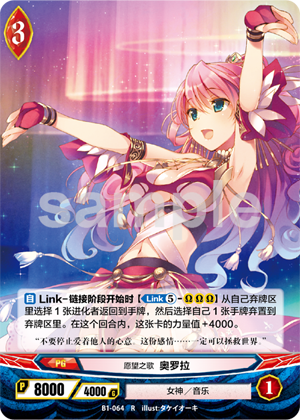 3
sample
自 Link-链接阶段开始时【Link 5 - Ω Ω Ω】从自己弃牌区
里选择1张进化者返回到手牌，然后选择自己1张手牌弃置到
弃牌区里。在这个回合内，这张卡的力量值+4000。
“不要停止爱着他人的心意。这份感情……一定可以拯救世界。”
PG
愿望之歌 奥罗拉
P 8000 / 4000 G
女神／音乐
1
B1-064 R illust:タケイオーキ